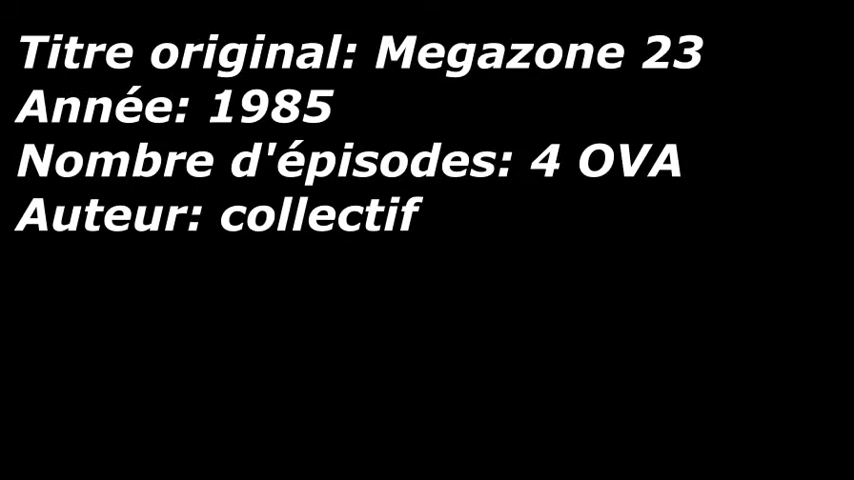 Titre original: Megazone 23
Année: 1985
Nombre d'épisodes: 4 OVA
Auteur: collectif